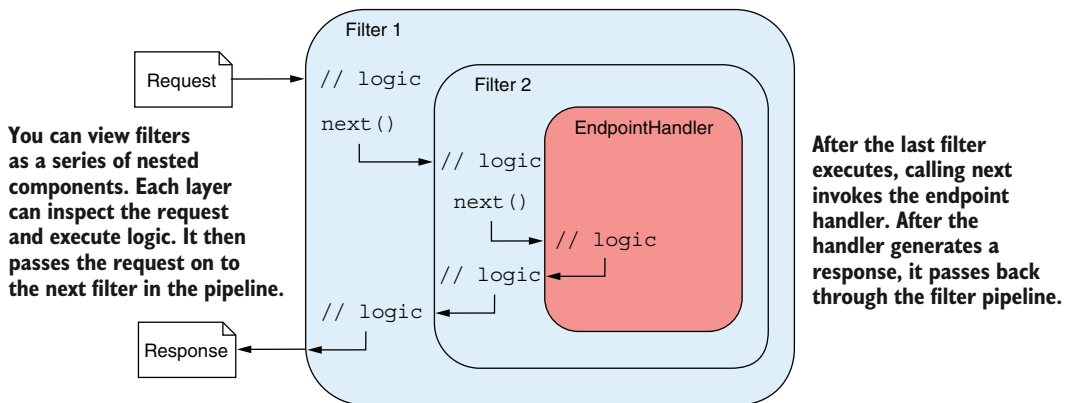 Filter 1
Request
// logic
Filter 2
next()
EndpointHandler
You can view filters
as a series of nested
components. Each layer
can inspect the request
and execute logic. It then
passes the request on to
the next filter in the pipeline.
// logic
next()
// logic
// logic
// logic
Response
After the last filter
executes, calling next
invokes the endpoint
handler. After the
handler generates a
response, it passes back
through the filter pipeline.